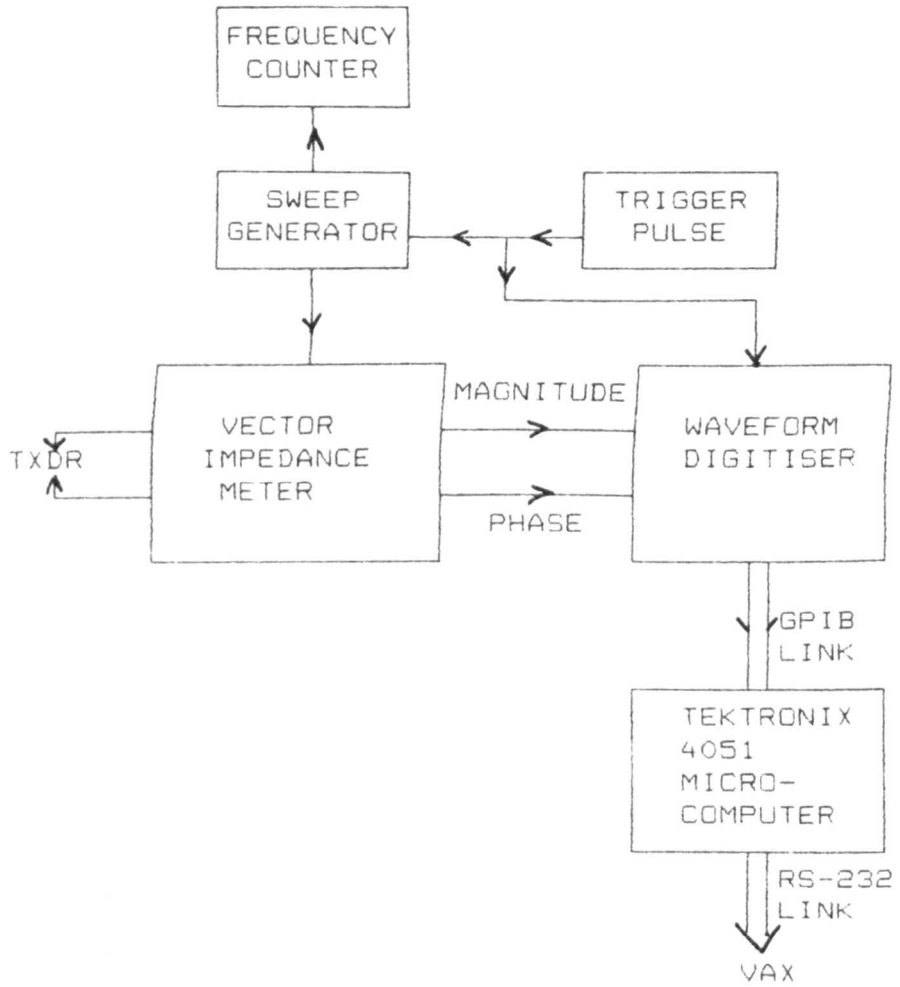 FREQUENCY
COUNTER
SWEEP
GENERATOR
TRIGGER
PULSE
MAGNITUDE
VECTOR
IMPEDANCE
METER
TXDR
WAVEFORM
DIGITISER
PHASE
GPIB
LINK
TEKTRONIX
4051
MICRO-
COMPUTER
RS-232
LINK
VAX